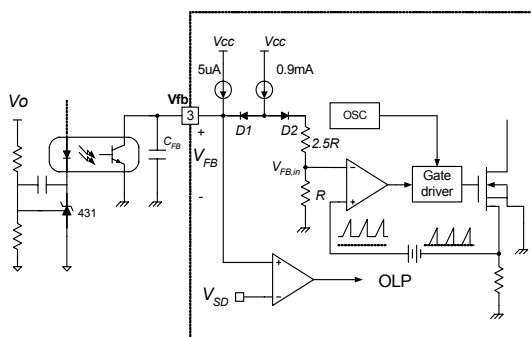 Vcc
Vcc
5uA
0.9mA
Vfb
3
Vo
C_FB
+
V_FB
-
D1
D2
2.5R
V_FB,in
R
OSC
−
+
Gate driver
431
+
−
V_SD
OLP